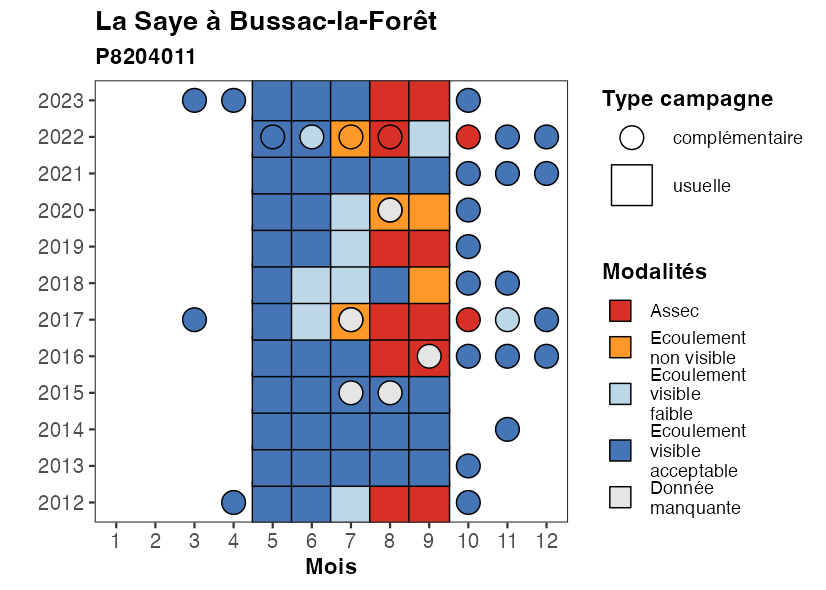 La Saye à Bussac-la-Forêt
P8204011
2023
2022
2021
2020
2019
2018
2017
2016
2015
2014
2013
2012
1 2 3 4 5 6 7 8 9 10 11 12
Mois
Type campagne
complémentaire
usuelle
Modalités
Assec
Ecoulement
non visible
Ecoulement
visible
faible
Ecoulement
visible
acceptable
Donnée
manquante